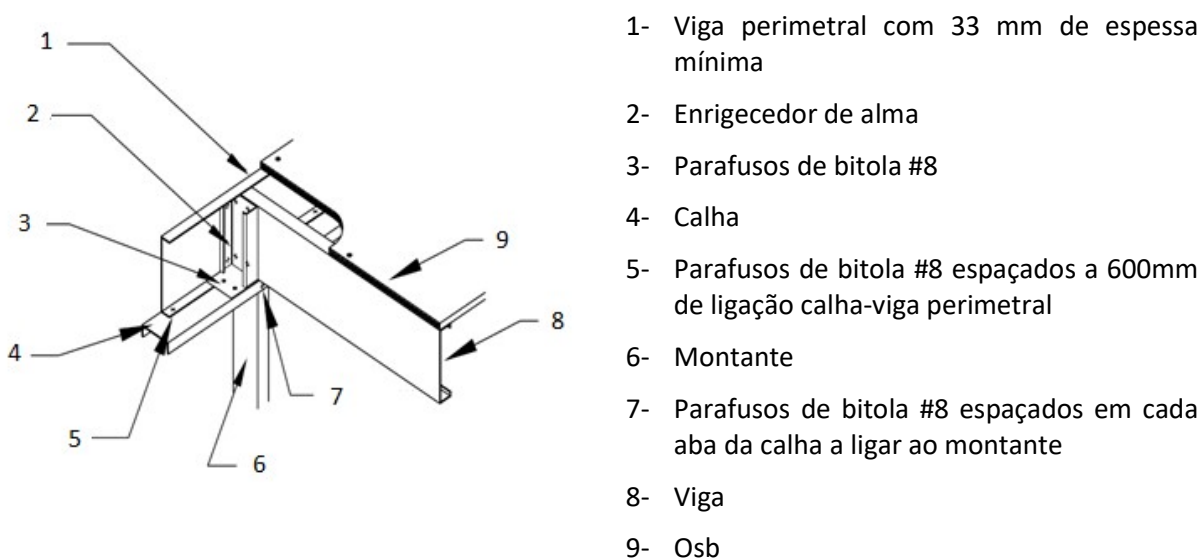 1
2
3
4
5
6
7
8
9
1- Viga perimetral com 33 mm de espessa
mínima
2- Enrigecedor de alma
3- Parafusos de bitola #8
4- Calha
5- Parafusos de bitola #8 espaçados a 600mm
de ligação calha-viga perimetral
6- Montante
7- Parafusos de bitola #8 espaçados em cada
aba da calha a ligar ao montante
8- Viga
9- Osb